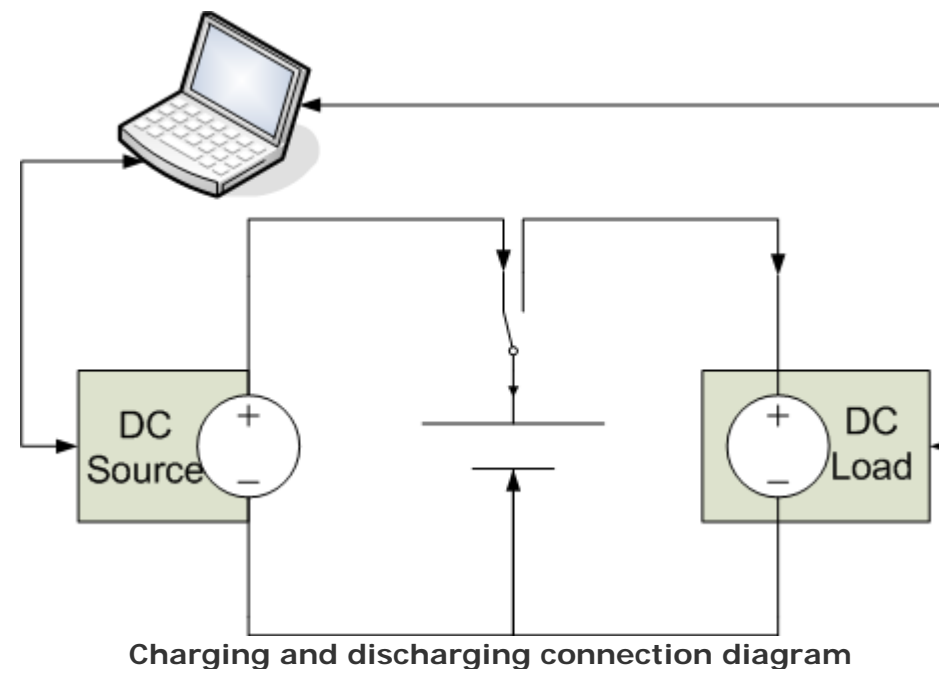 DC
Source
+
−
+
−
DC
Load
Charging and discharging connection diagram